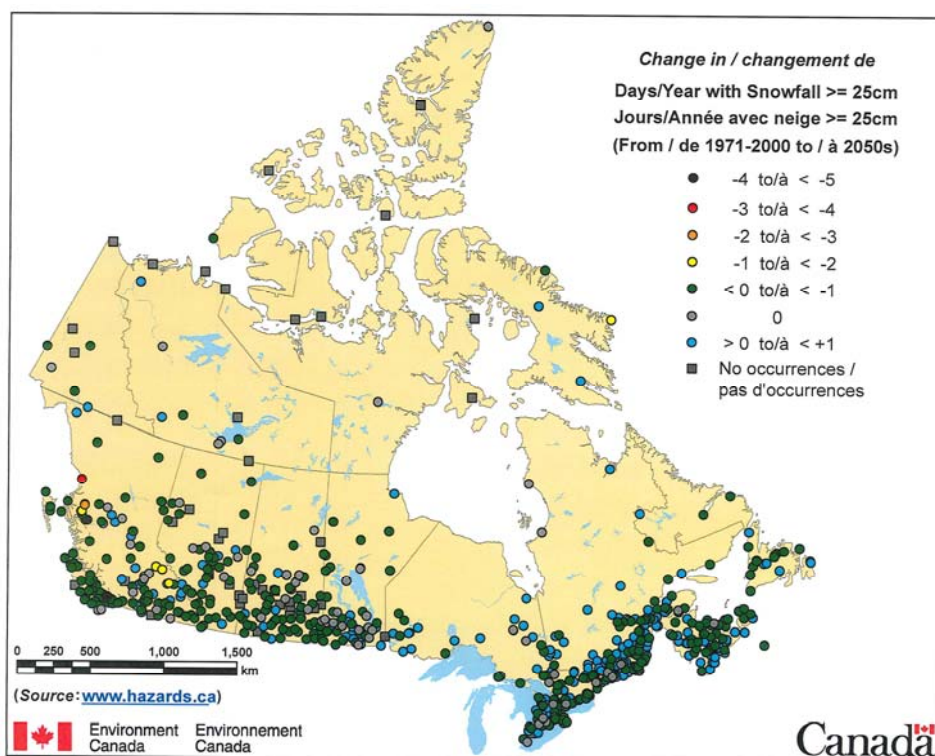 Change in / changement de
Days/Year with Snowfall >= 25cm
Jours/Année avec neige >= 25cm
(From / de 1971-2000 to / à 2050s)
-4 to/à < -5
-3 to/à < -4
-2 to/à < -3
-1 to/à < -2
< 0 to/à < -1
0
> 0 to/à < +1
No occurrences /
pas d'occurrences
0 250 500 1,000 1,500
km
(Source: www.hazards.ca)
Environment Environnement
Canada Canada
Canada